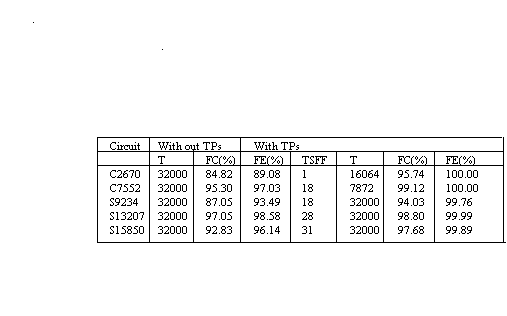 Circuit With out TPs With TPs
T FC(%) FE(%) TSFF T FC(%) FE(%)
C2670 32000 84.82 89.08 1 16064 95.74 100.00
C7552 32000 95.30 97.03 18 7872 99.12 100.00
S9234 32000 87.05 93.49 18 32000 94.03 99.76
S13207 32000 97.05 98.58 28 32000 98.80 99.99
S15850 32000 92.83 96.14 31 32000 97.68 99.89